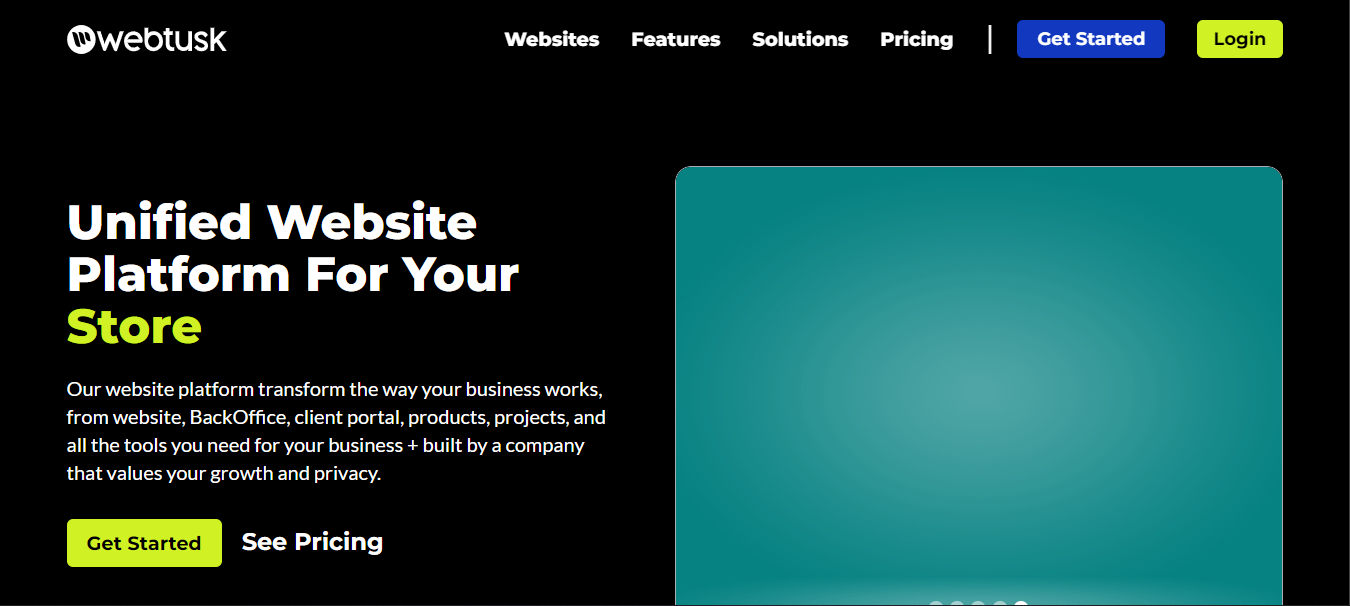 webtusk
Websites
Features
Solutions
Pricing
Get Started
Login
Unified Website
Platform For Your
Store
Our website platform transform the way your business works,
from website, BackOffice, client portal, products, projects, and
all the tools you need for your business + built by a company
that values your growth and privacy.
Get Started
See Pricing